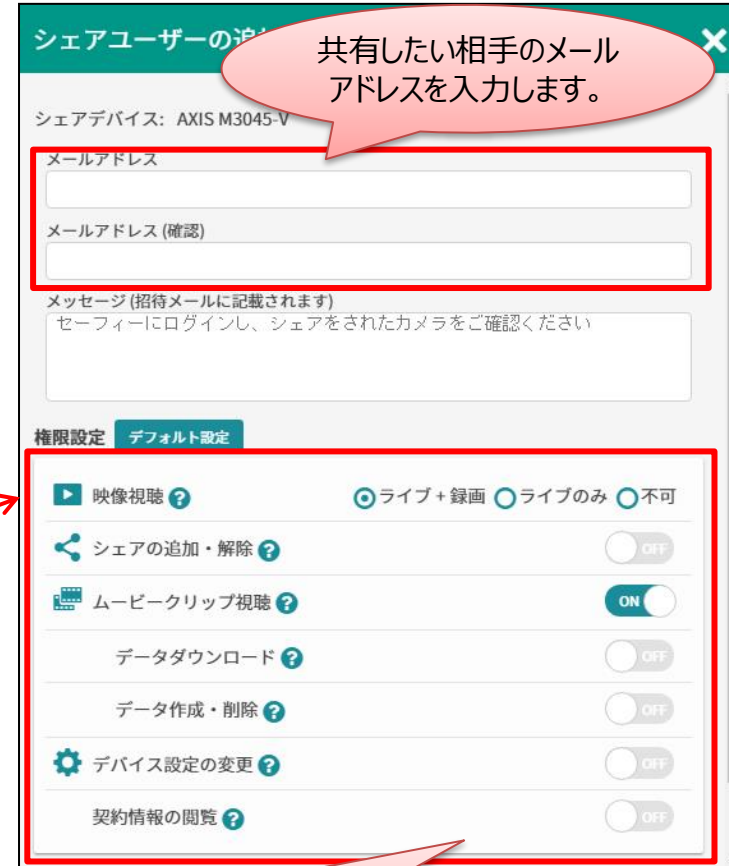 シェアユーザーの追
共有したい相手のメール
アドレスを入力します。
シェアデバイス: AXIS M3045-V
メールアドレス
メールアドレス (確認)
メッセージ (招待メールに記載されます)
セーフィーにログインし、シェアをされたカメラをご確認ください
権限設定 デフォルト設定
映像視聴 ? ライブ + 録画 ライブのみ 不可
シェアの追加・解除 ? OFF
ムービークリップ視聴 ? ON
データダウンロード ? OFF
データ作成・削除 ? OFF
デバイス設定の変更 ? OFF
契約情報の閲覧 ? OFF